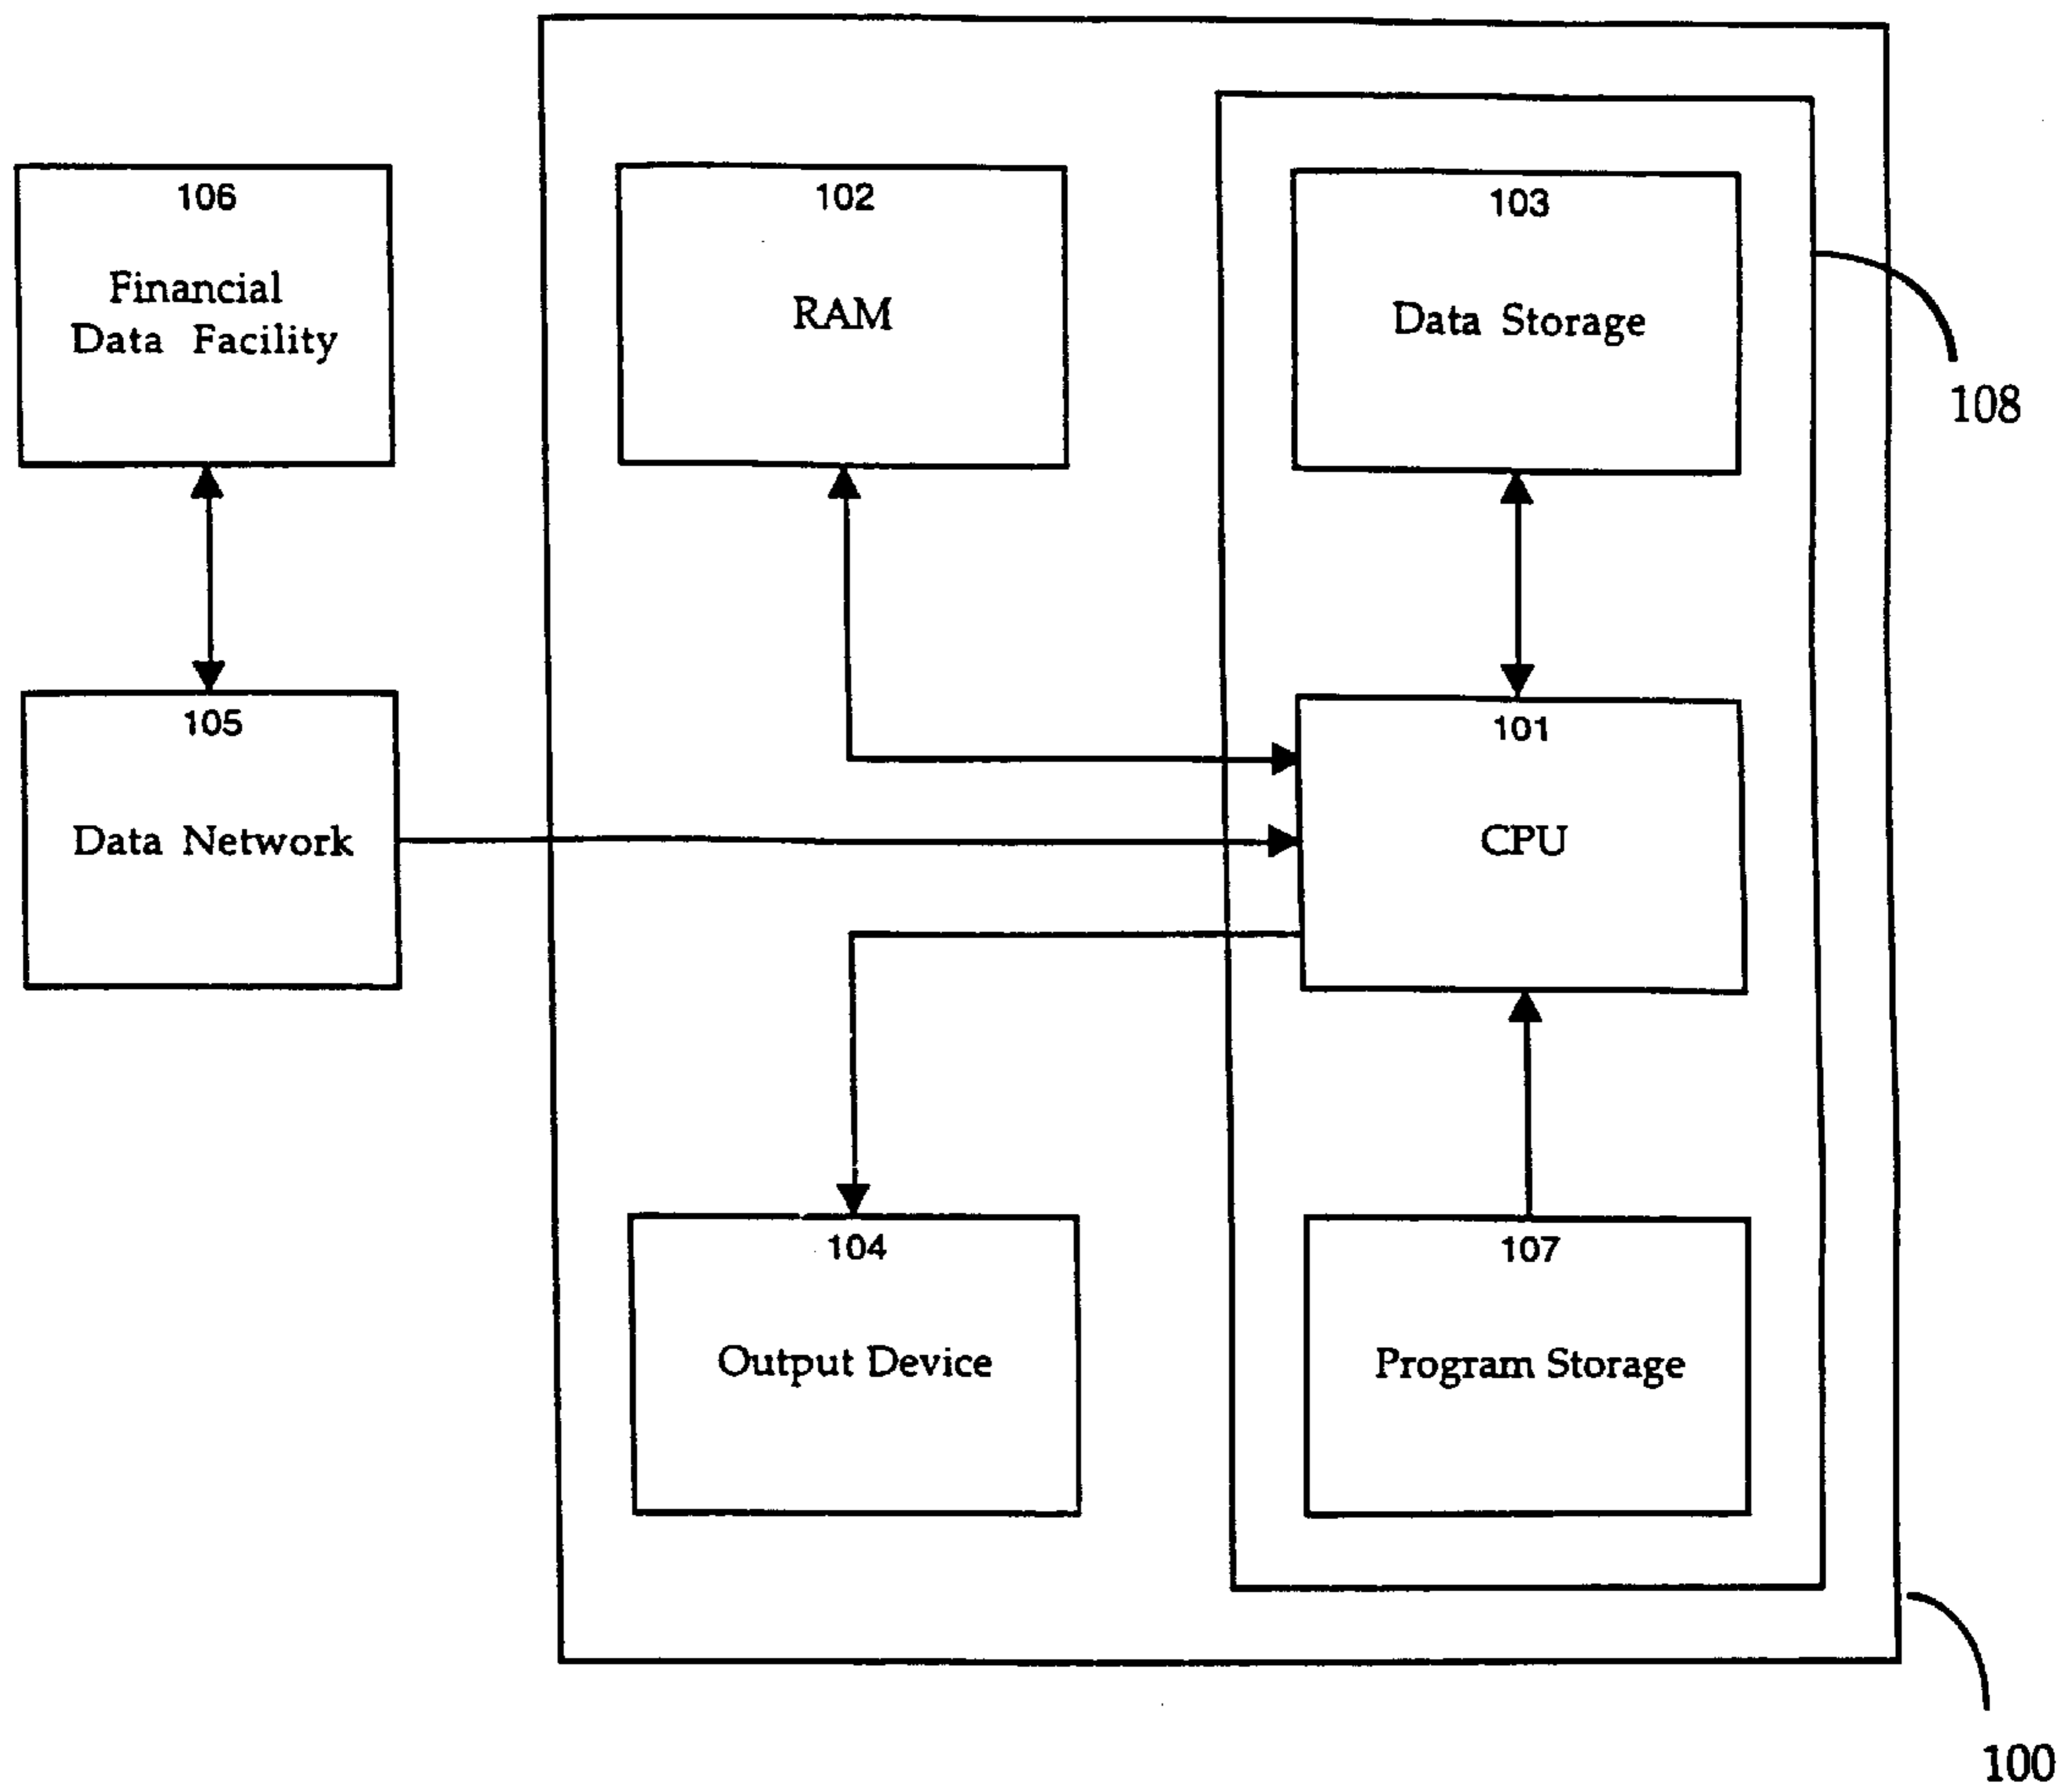 106
Financial
Data Facility
102
RAM
103
Data Storage
108
105
Data Network
101
CPU
104
Output Device
107
Program Storage
100